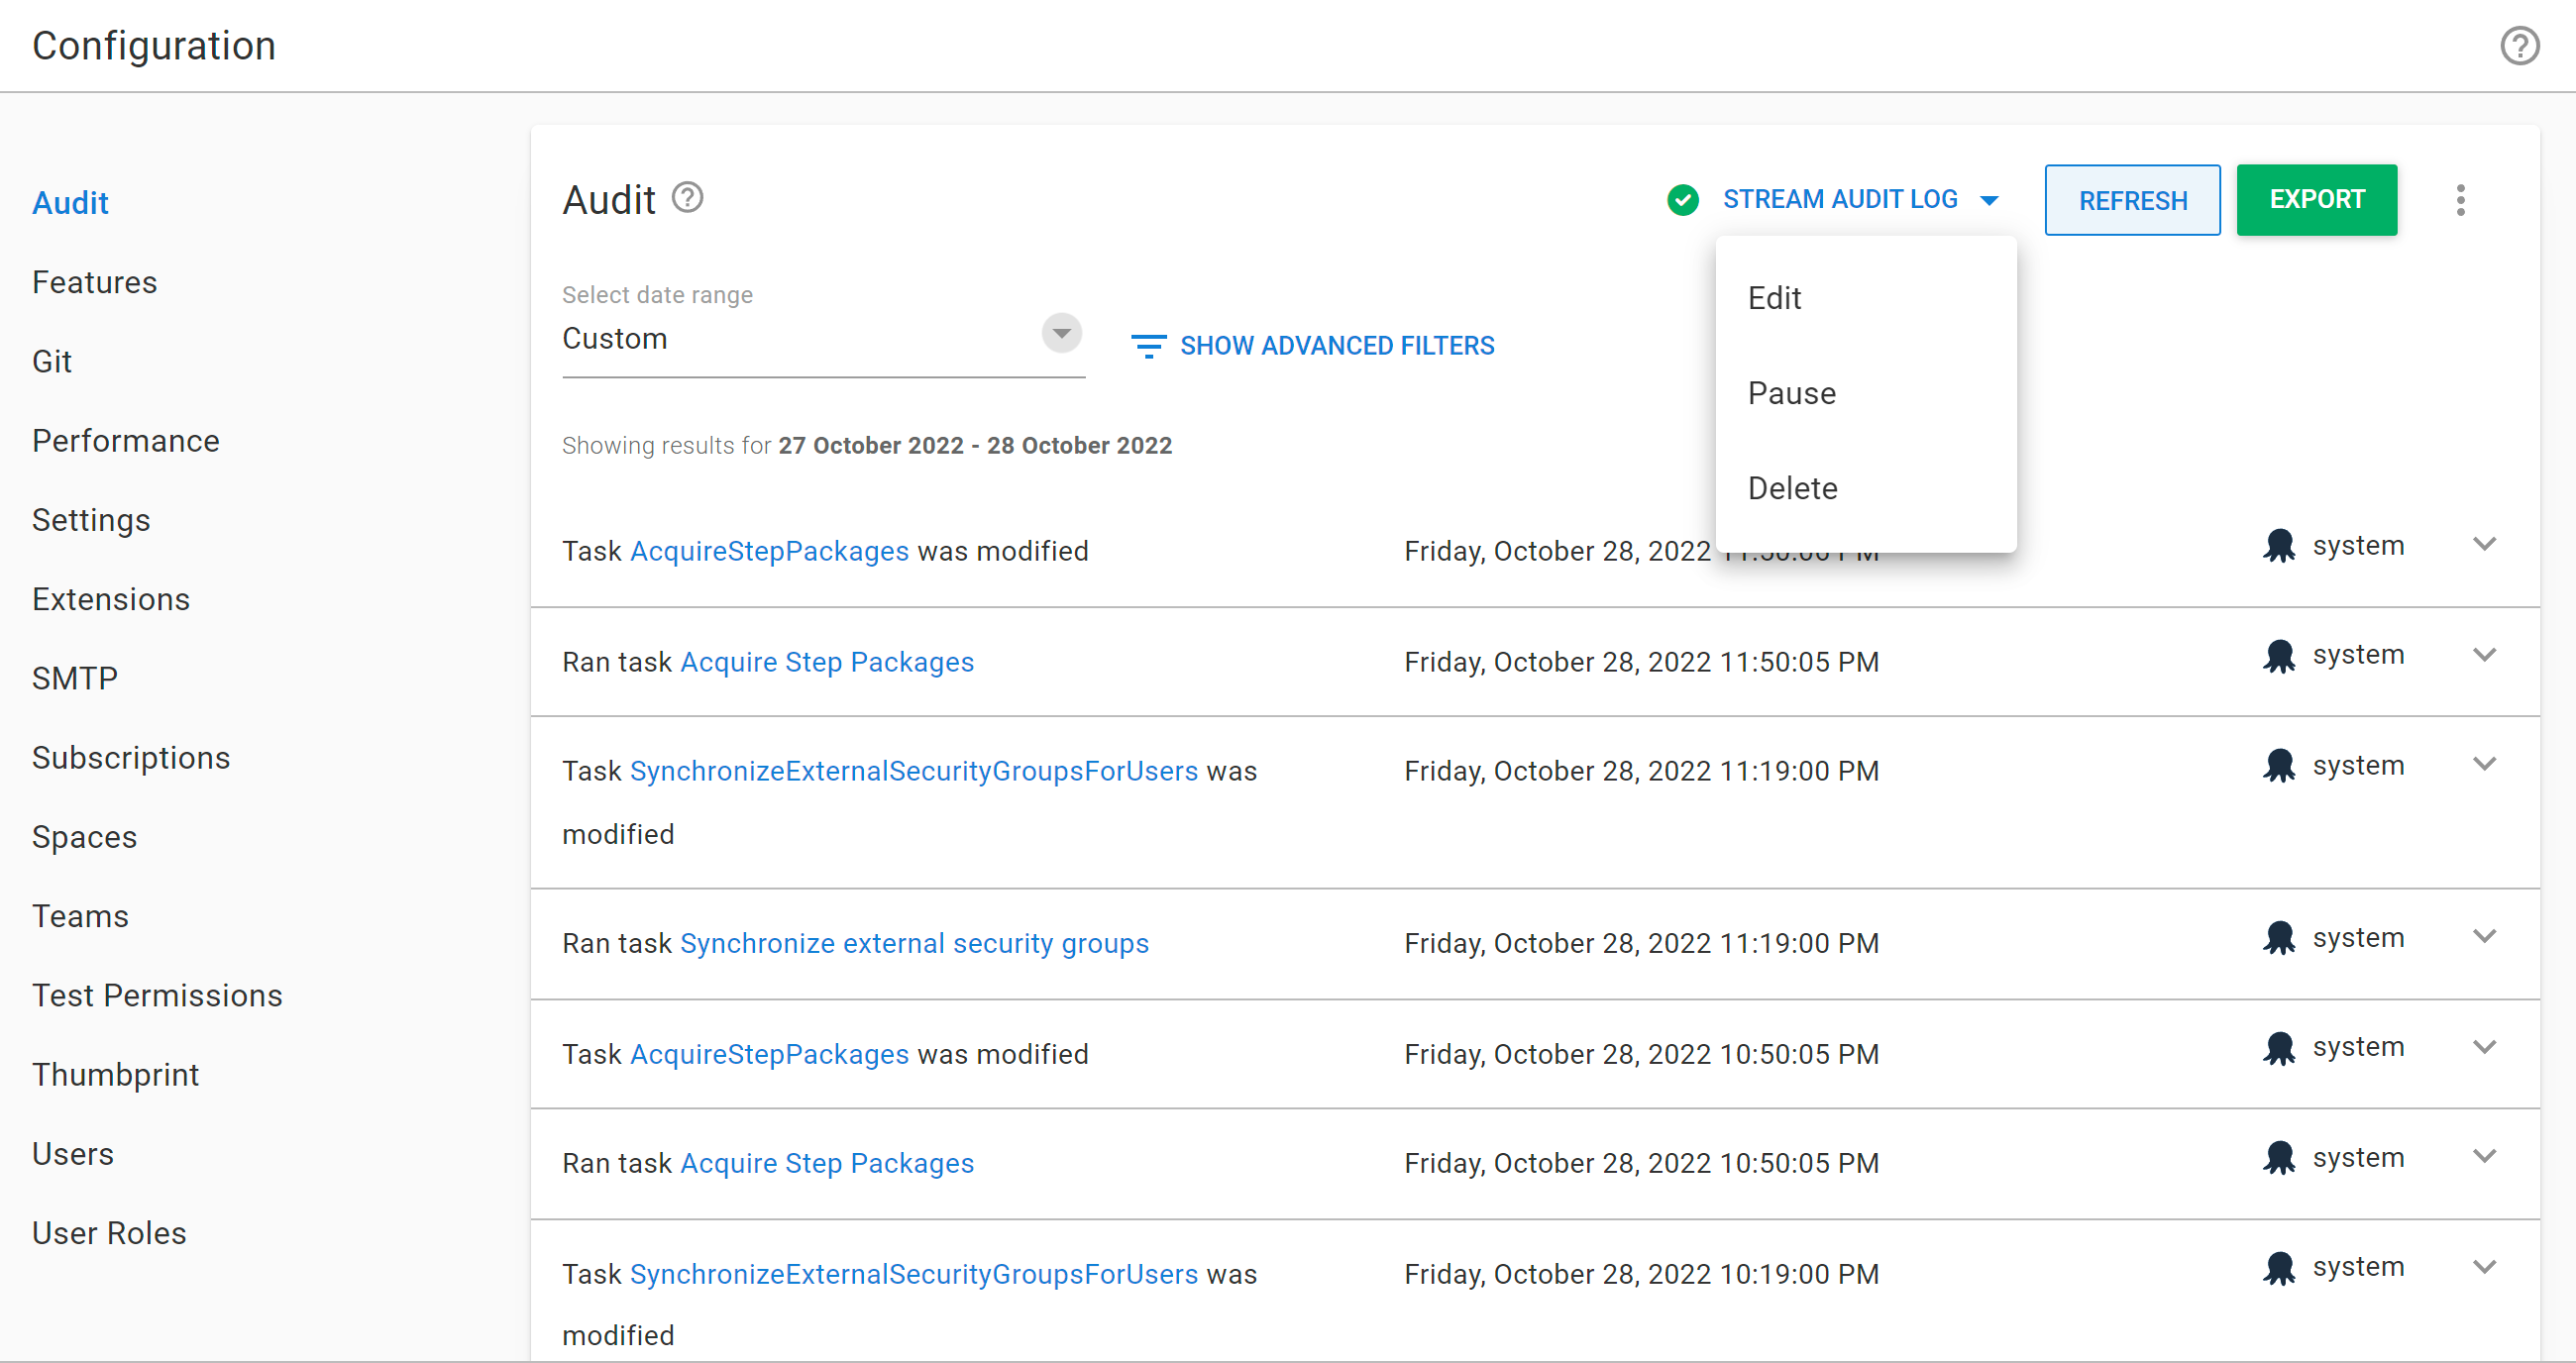 Configuration
Audit
Features
Git
Performance
Settings
Extensions
SMTP
Subscriptions
Spaces
Teams
Test Permissions
Thumbprint
Users
User Roles
Audit
STREAM AUDIT LOG
REFRESH
EXPORT
Edit
Pause
Delete
Select date range
Custom
SHOW ADVANCED FILTERS
Showing results for 27 October 2022 - 28 October 2022
Task AcquireStepPackages was modified
Friday, October 28, 2022
system
Ran task Acquire Step Packages
Friday, October 28, 2022 11:50:05 PM
system
Task SynchronizeExternalSecurityGroupsForUsers was
modified
Friday, October 28, 2022 11:19:00 PM
system
Ran task Synchronize external security groups
Friday, October 28, 2022 11:19:00 PM
system
Task AcquireStepPackages was modified
Friday, October 28, 2022 10:50:05 PM
system
Ran task Acquire Step Packages
Friday, October 28, 2022 10:50:05 PM
system
Task SynchronizeExternalSecurityGroupsForUsers was
modified
Friday, October 28, 2022 10:19:00 PM
system